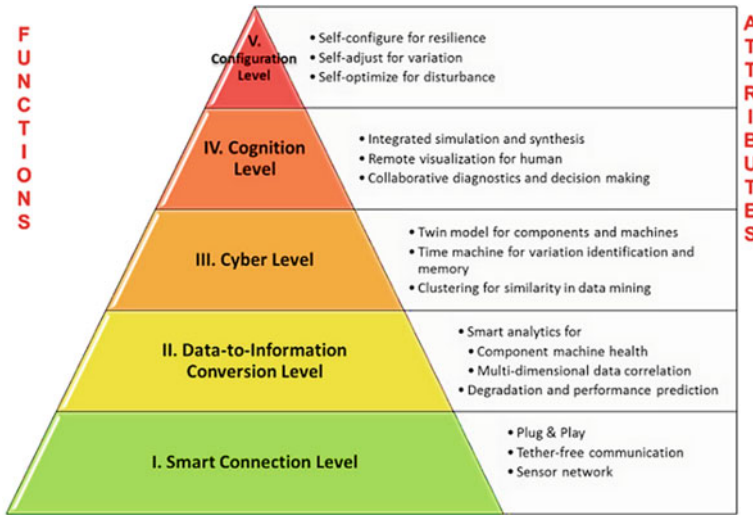 FUNCTIONS
ATTRIBUTES
V.
Configuration
Level
• Self-configure for resilience
• Self-adjust for variation
• Self-optimize for disturbance
IV. Cognition
Level
• Integrated simulation and synthesis
• Remote visualization for human
• Collaborative diagnostics and decision making
III. Cyber Level
• Twin model for components and machines
• Time machine for variation identification and
memory
• Clustering for similarity in data mining
II. Data-to-Information
Conversion Level
• Smart analytics for
• Component machine health
• Multi-dimensional data correlation
• Degradation and performance prediction
I. Smart Connection Level
• Plug & Play
• Tether-free communication
• Sensor network